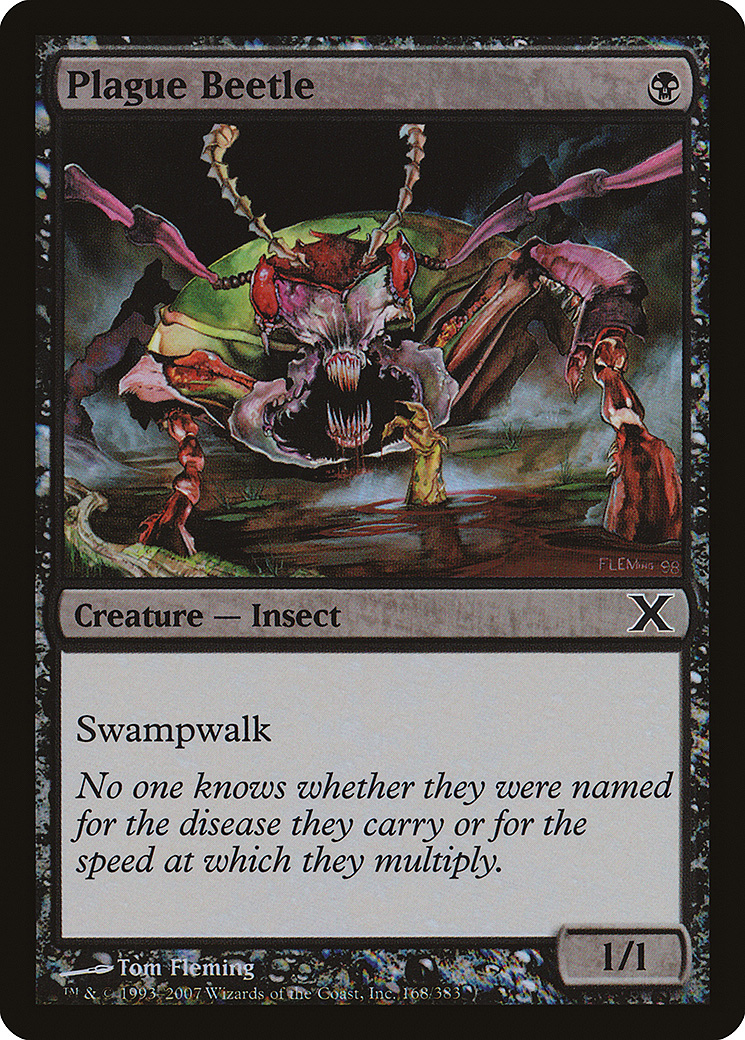 Plague Beetle
FLEMING 98
Creature — Insect
X
Swampwalk
No one knows whether they were named
for the disease they carry or for the
speed at which they multiply.
1/1
Tom Fleming
™ & © 1993–2007 Wizards of the Coast, Inc. 168/383